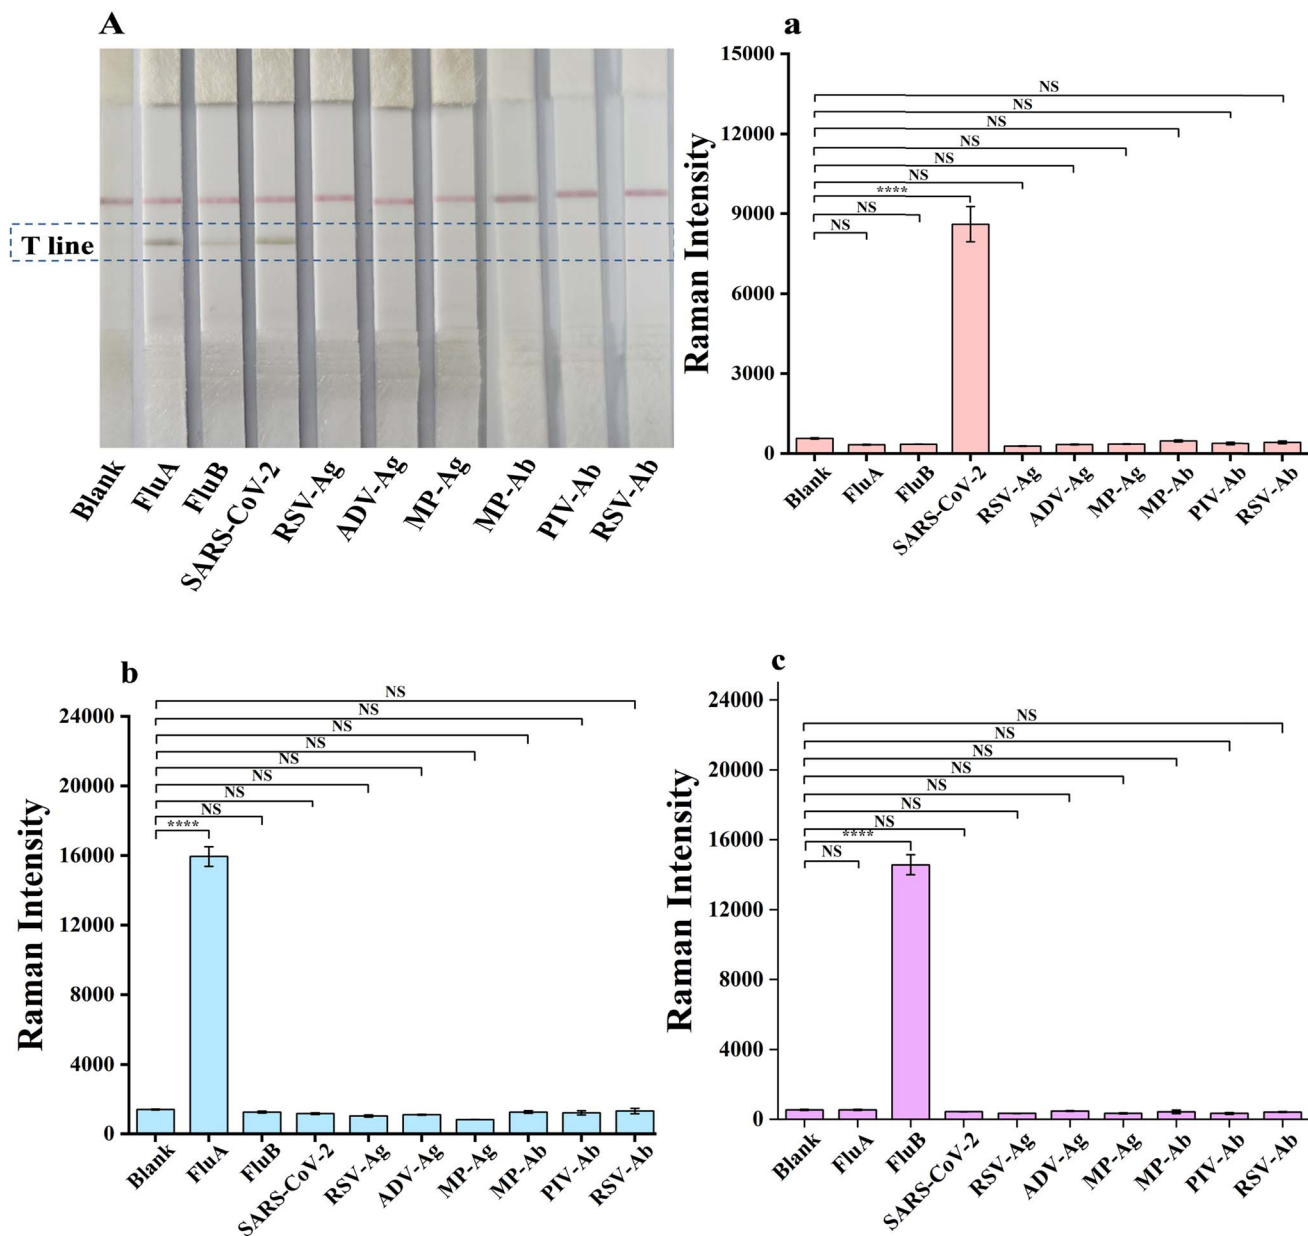 A
T line
Blank
FluA
FluB
SARS-CoV-2
RSV-Ag
ADV-Ag
MP-Ag
MP-Ab
PIV-Ab
RSV-Ab
a
Raman Intensity
15000
12000
9000
6000
3000
0
NS
NS
NS
NS
NS
NS
****
NS
NS
Blank
FluA
FluB
SARS-CoV-2
RSV-Ag
ADV-Ag
MP-Ag
MP-Ab
PIV-Ab
RSV-Ab
b
Raman Intensity
24000
20000
16000
12000
8000
4000
0
NS
NS
NS
NS
NS
NS
NS
NS
****
Blank
FluA
FluB
SARS-CoV-2
RSV-Ag
ADV-Ag
MP-Ag
MP-Ab
PIV-Ab
RSV-Ab
c
Raman Intensity
24000
20000
16000
12000
8000
4000
0
NS
NS
NS
NS
NS
NS
NS
****
NS
Blank
FluA
FluB
SARS-CoV-2
RSV-Ag
ADV-Ag
MP-Ag
MP-Ab
PIV-Ab
RSV-Ab